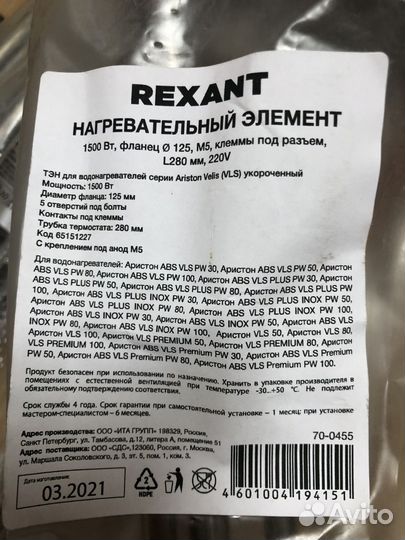 REXANT
НАГРЕВАТЕЛЬНЫЙ ЭЛЕМЕНТ
1500 Вт, фланец Ø 125, М5, клеммы под разъем,
L280 мм, 220V
ТЭН для водонагревателей серии Ariston Velis (VLS) укороченный
Мощность: 1500 Вт
Диаметр фланца: 125 мм
5 отверстий под болты
Контакты под клеммы
Трубка термостата: 280 мм
Код 65151227
С креплением под анод М5
Для водонагревателей: Аристон ABS VLS PW 30, Аристон ABS VLS PW 50, Аристон
ABS VLS PW 80, Аристон ABS VLS PW 100, Аристон ABS VLS PLUS PW 30, Аристон
ABS VLS PLUS PW 50, Аристон ABS VLS PLUS PW 80, Аристон ABS VLS PLUS PW
100, Аристон ABS VLS PLUS INOX PW 30, Аристон ABS VLS PLUS INOX PW 50,
Аристон ABS VLS PLUS INOX PW 80, Аристон ABS VLS PLUS INOX PW 100,
Аристон ABS VLS INOX PW 30, Аристон ABS VLS INOX PW 50, Аристон ABS VLS
INOX PW 80, Аристон ABS VLS INOX PW 100, Аристон VLS 50, Аристон VLS 80,
Аристон VLS 100, Аристон VLS PREMIUM 50, Аристон VLS PREMIUM 80, Аристон
VLS PREMIUM 100, Аристон ABS VLS Premium PW 30, Аристон ABS VLS Premium
PW 50, Аристон ABS VLS Premium PW 80, Аристон ABS VLS Premium PW 100.
Продукт безопасен при использовании по назначению. Хранить в упаковке производителя в
помещениях с естественной вентиляцией при температуре -30...+50 °С. Не подлежит
обязательному подтверждению соответствия.
Срок службы 4 года. Срок гарантии при самостоятельной установке – 1 месяц; при установке
мастером-специалистом – 6 месяцев.
Производитель: ООО «ИТА ГРУПП» 198329, Россия,
Санкт Петербург, ул. Тамбасова, д.12, литера А, помещение 51
Адрес поставщика: ООО «СДС»,123060, Россия, г. Москва,
ул. Маршала Соколовского, д. 3, эт. 5, пом. 1, ком. 3.
70-0455
Дата изготовления:
03.2021
2
HDPE
EAC
4 601004 194151
Avito